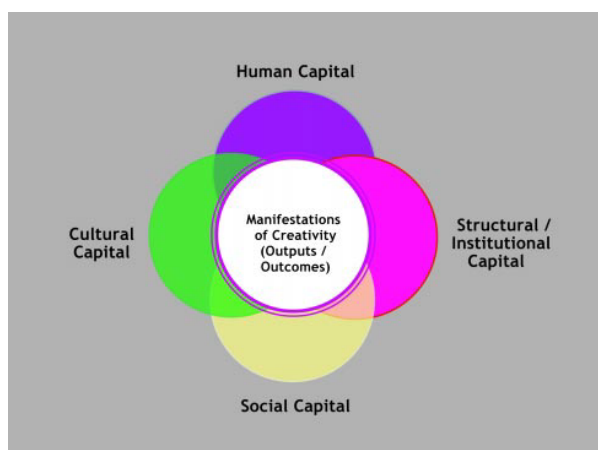 Human Capital
Cultural
Capital
Manifestations
of Creativity
(Outputs /
Outcomes)
Structural /
Institutional
Capital
Social Capital